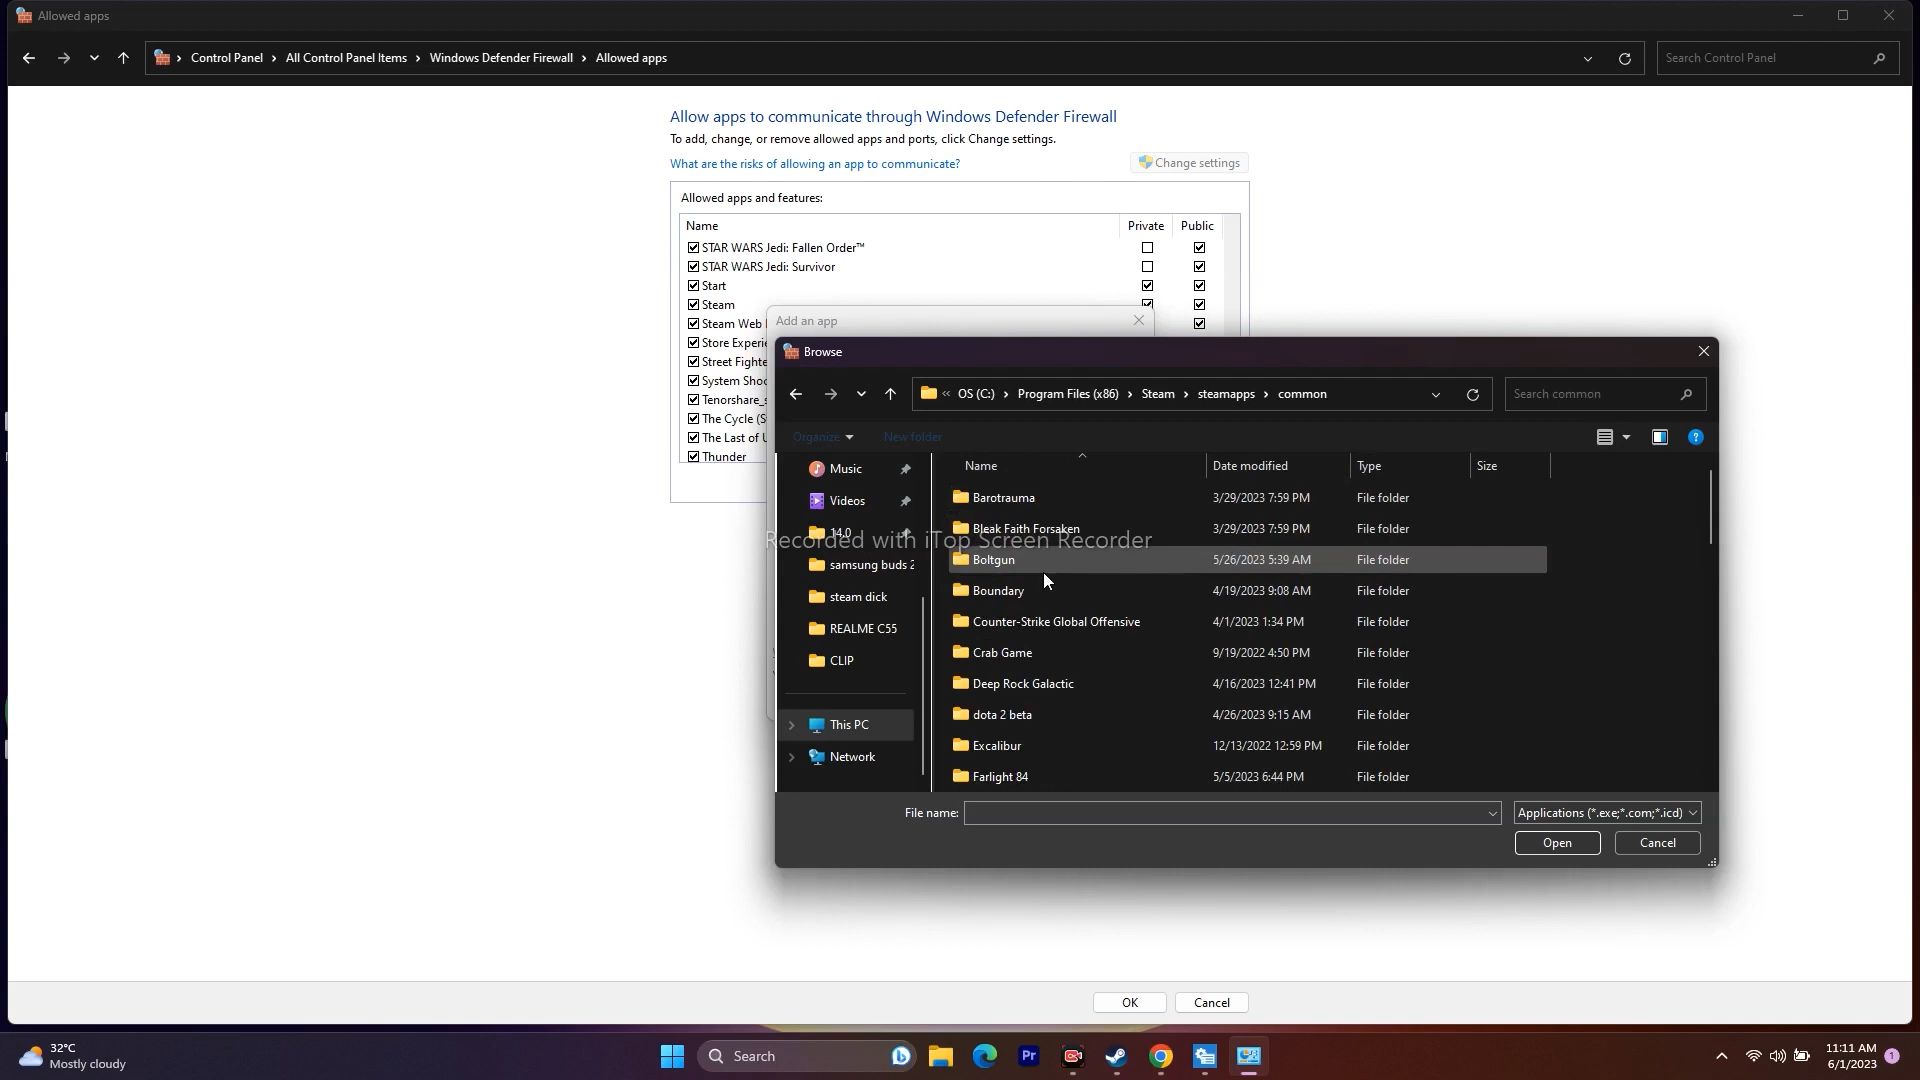 Allowed apps
Control Panel › All Control Panel Items › Windows Defender Firewall › Allowed apps
Search Control Panel
Allow apps to communicate through Windows Defender Firewall
To add, change, or remove allowed apps and ports, click Change settings.
What are the risks of allowing an app to communicate?
Change settings
Allowed apps and features:
Name Private Public
STAR WARS Jedi: Fallen Order™
STAR WARS Jedi: Survivor
Start
Steam
Steam Web
Store Experie
Street Fighte
System Shoc
Tenorshare_s
The Cycle (S
The Last of U
Thunder
Add an app
Browse
« OS (C:) › Program Files (x86) › Steam › steamapps › common
Search common
Organize New folder
Music
Videos
14.0
samsung buds 2
steam dick
REALME C55
CLIP
This PC
Network
Name Date modified Type Size
Barotrauma 3/29/2023 7:59 PM File folder
Bleak Faith Forsaken 3/29/2023 7:59 PM File folder
Boltgun 5/26/2023 5:39 AM File folder
Boundary 4/19/2023 9:08 AM File folder
Counter-Strike Global Offensive 4/1/2023 1:34 PM File folder
Crab Game 9/19/2022 4:50 PM File folder
Deep Rock Galactic 4/16/2023 12:41 PM File folder
dota 2 beta 4/26/2023 9:15 AM File folder
Excalibur 12/13/2022 12:59 PM File folder
Farlight 84 5/5/2023 6:44 PM File folder
Recorded with iTop Screen Recorder
File name:
Applications (*.exe;*.com;*.icd)
Open Cancel
OK Cancel
32°C
Mostly cloudy
Search
Pr
11:11 AM
6/1/2023
1